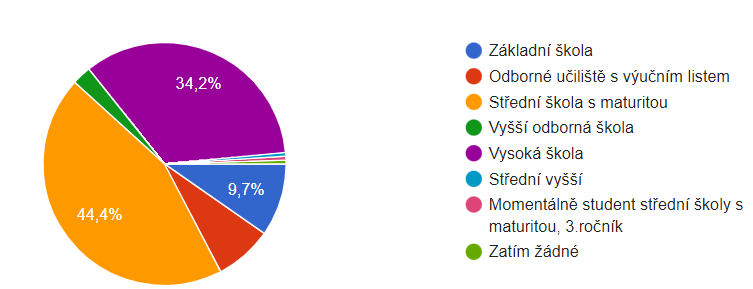 34,2%
9,7%
44,4%
Základní škola
Odborné učiliště s výučním listem
Střední škola s maturitou
Vyšší odborná škola
Vysoká škola
Střední vyšší
Momentálně student střední školy s
maturitou, 3.ročník
Zatím žádné